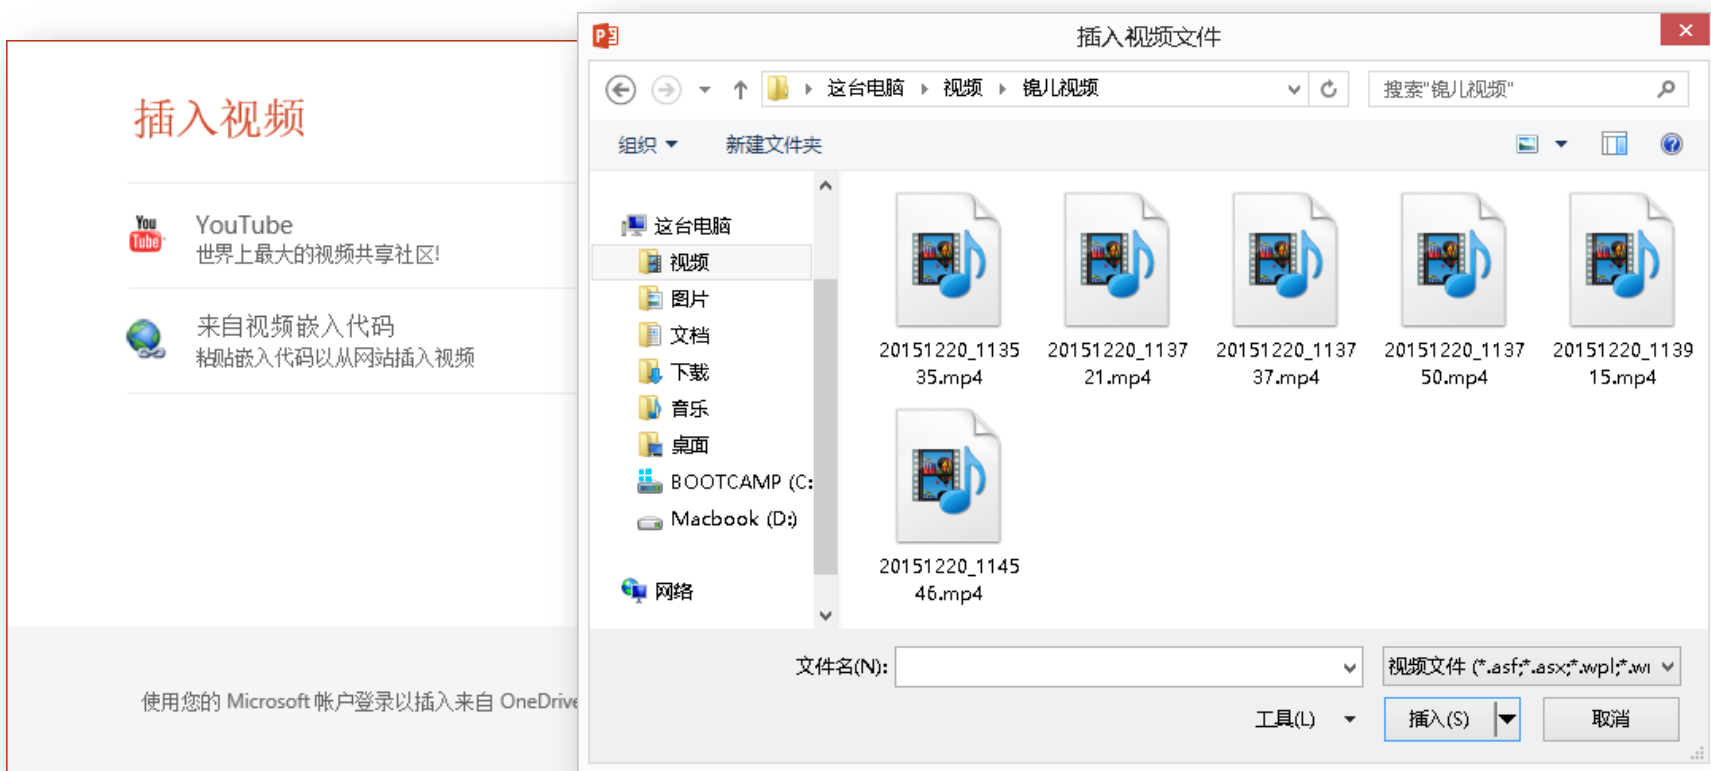 插入视频
You
Tube
YouTube
世界上最大的视频共享社区!
来自视频嵌入代码
粘贴嵌入代码以从网站插入视频
使用您的 Microsoft 帐户登录以插入来自 OneDrive
插入视频文件
这台电脑 视频 锦儿视频
搜索"锦儿视频"
组织 新建文件夹
这台电脑
视频
图片
文档
下载
音乐
桌面
BOOTCAMP (C:
Macbook (D:)
网络
20151220_1135
35.mp4
20151220_1137
21.mp4
20151220_1137
37.mp4
20151220_1137
50.mp4
20151220_1139
15.mp4
20151220_1145
46.mp4
文件名(N):
视频文件 (*.asf;*.asx;*.wpl;*.wm
工具(L) 插入(S) 取消